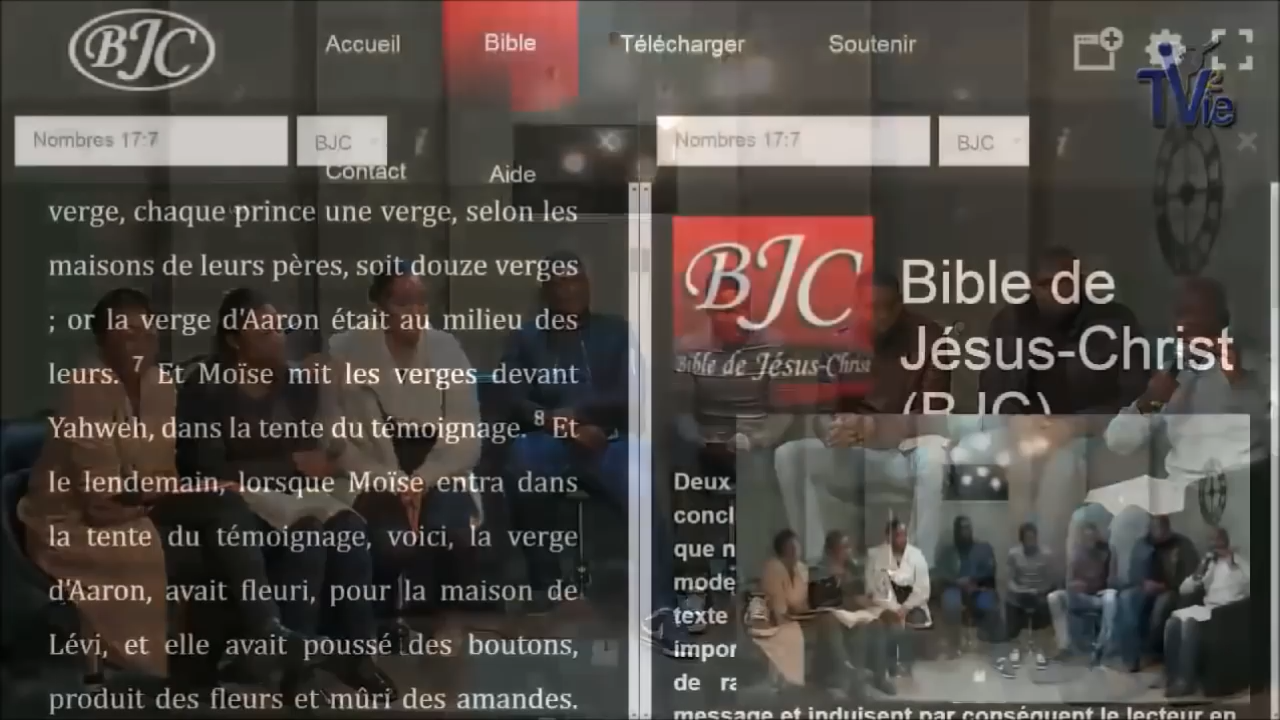 BJC
Accueil
Bible
Télécharger
Soutenir
TVie
Nombres 17:7
BJC
Nombres 17:7
BJC
Contact
Aide
verge, chaque prince une verge, selon les
maisons de leurs pères, soit douze verges
; or la verge d'Aaron était au milieu des
leurs. 7 Et Moïse mit les verges devant
Yahweh, dans la tente du témoignage. 8 Et
le lendemain, lorsque Moïse entra dans
la tente du témoignage, voici, la verge
d'Aaron, avait fleuri, pour la maison de
Lévi, et elle avait poussé des boutons,
produit des fleurs et mûri des amandes.
BJC
Bible de Jésus-Christ
Bible de
Jésus-Christ
(BJC)
Deux
concl
que n
mode
texte
impor
de ra
message et induisent par conséquent le lecteur en